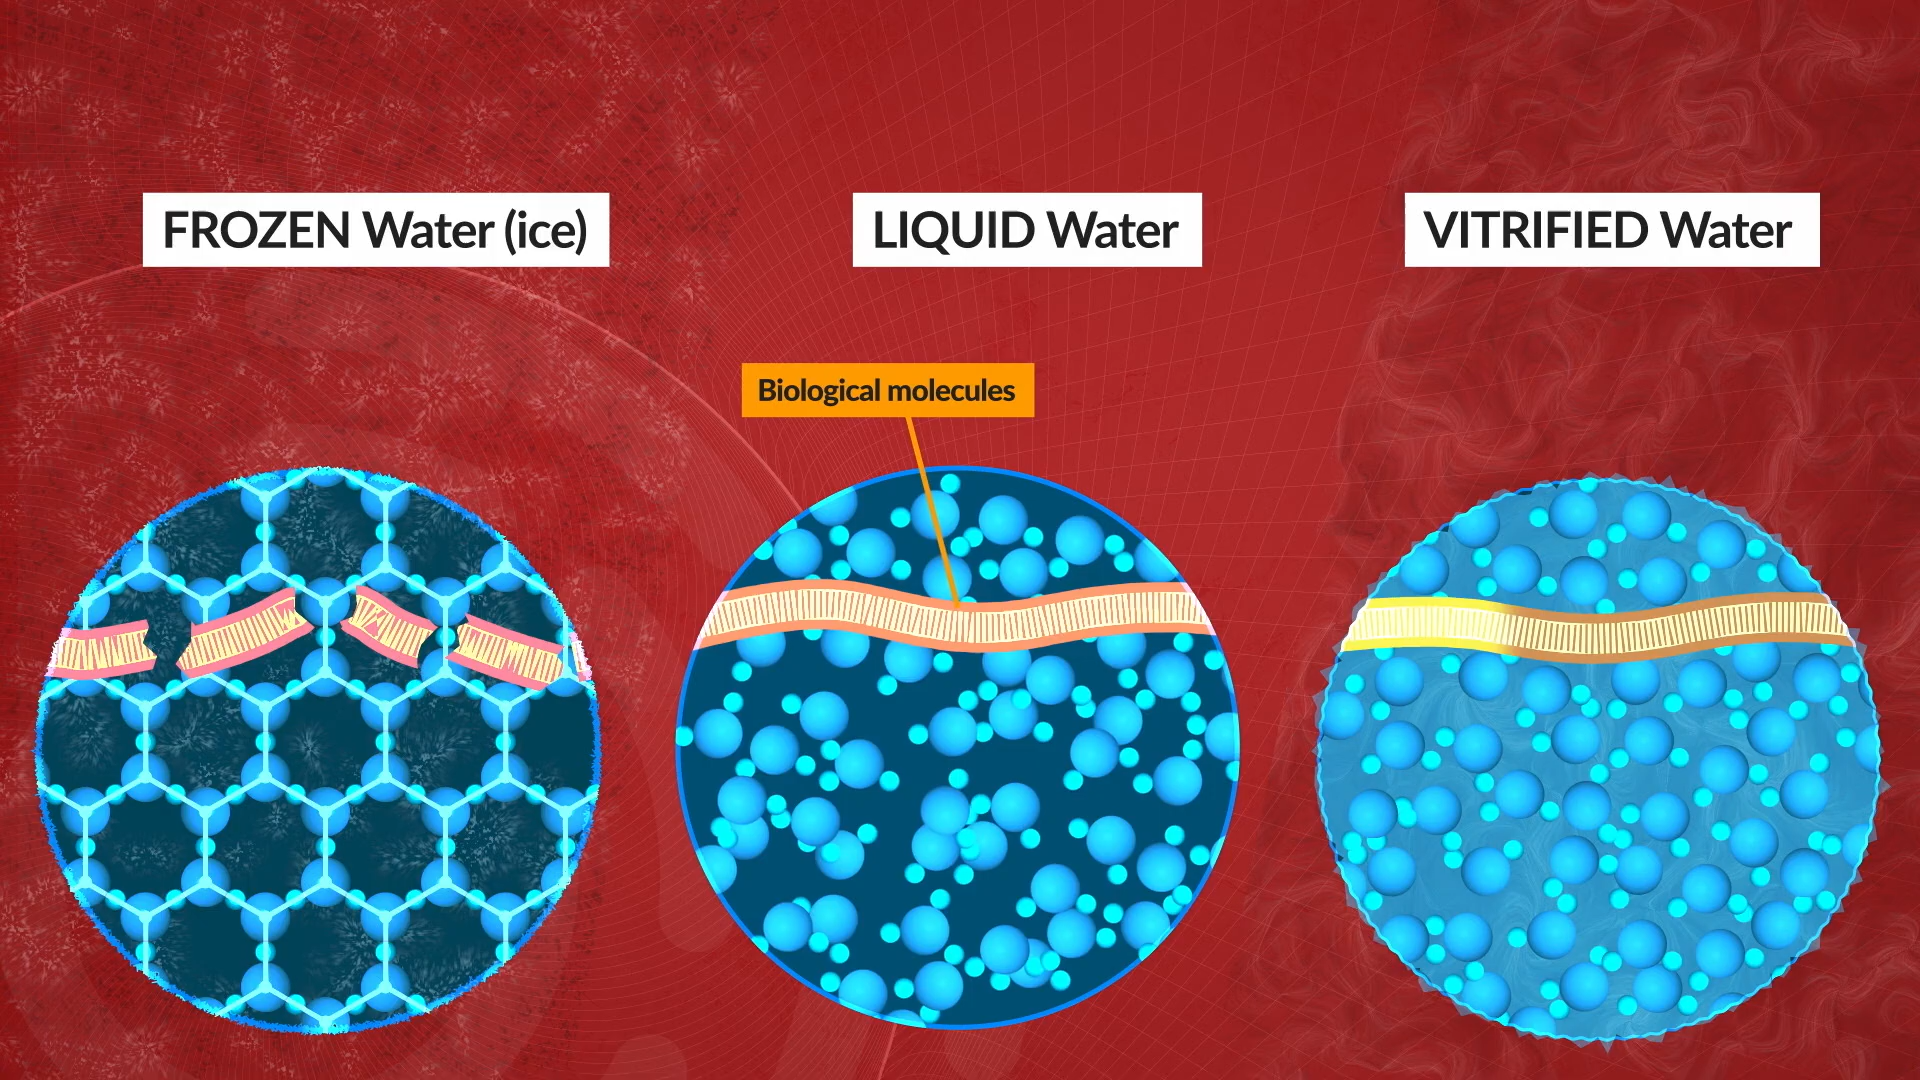 FROZEN Water (ice)
LIQUID Water
VITRIFIED Water
Biological molecules